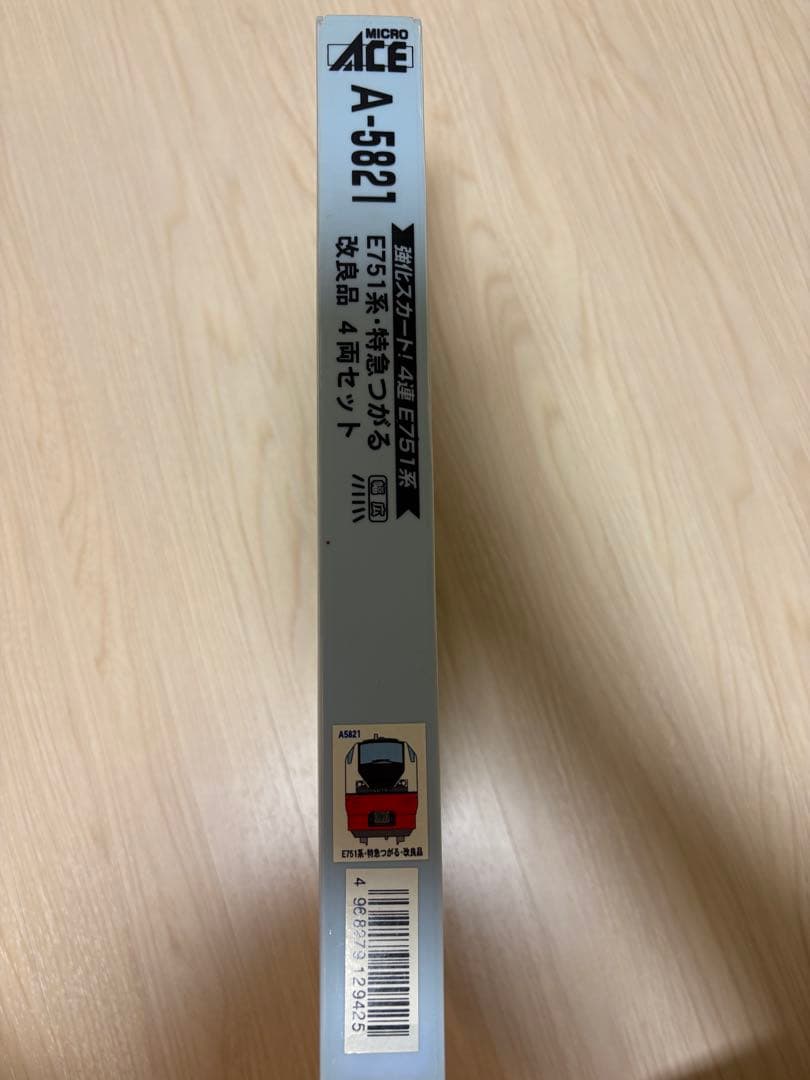 MICRO
ACE
A-5821
強化スカート!4連 E751系
E751系・特急つがる
改良品 4両セット
幅広
A5821
E751系・特急つがる・改良品
4 968279 129425